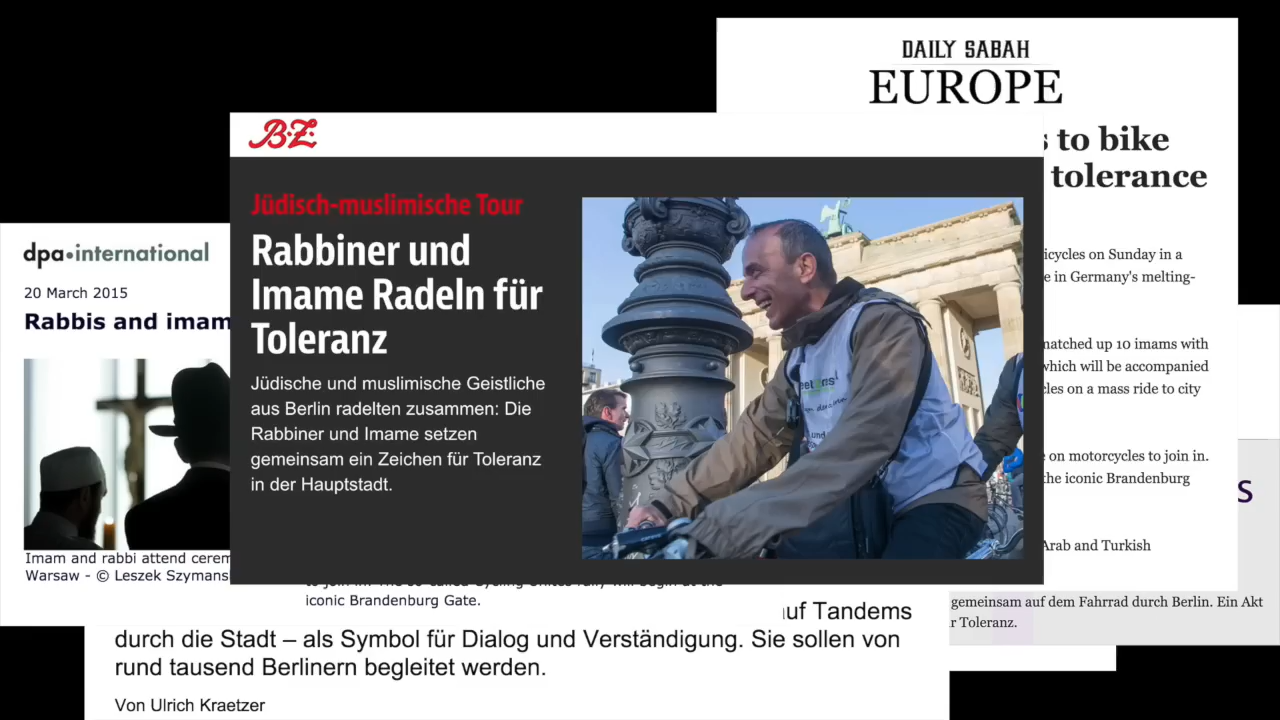 DAILY SABAH
EUROPE
to bike
tolerance
icycles on Sunday in a
e in Germany's melting-
matched up 10 imams with
which will be accompanied
cles on a mass ride to city
e on motorcycles to join in.
the iconic Brandenburg
Arab and Turkish
B.Z.
Jüdisch-muslimische Tour
Rabbiner und
Imame Radeln für
Toleranz
Jüdische und muslimische Geistliche
aus Berlin radelten zusammen: Die
Rabbiner und Imame setzen
gemeinsam ein Zeichen für Toleranz
in der Hauptstadt.
dpa•international
20 March 2015
Rabbis and imam
Imam and rabbi attend cerem
Warsaw - © Leszek Szymans
iconic Brandenburg Gate.
uf Tandems
durch die Stadt – als Symbol für Dialog und Verständigung. Sie sollen von
rund tausend Berlinern begleitet werden.
Von Ulrich Kraetzer
s
gemeinsam auf dem Fahrrad durch Berlin. Ein Akt
r Toleranz.